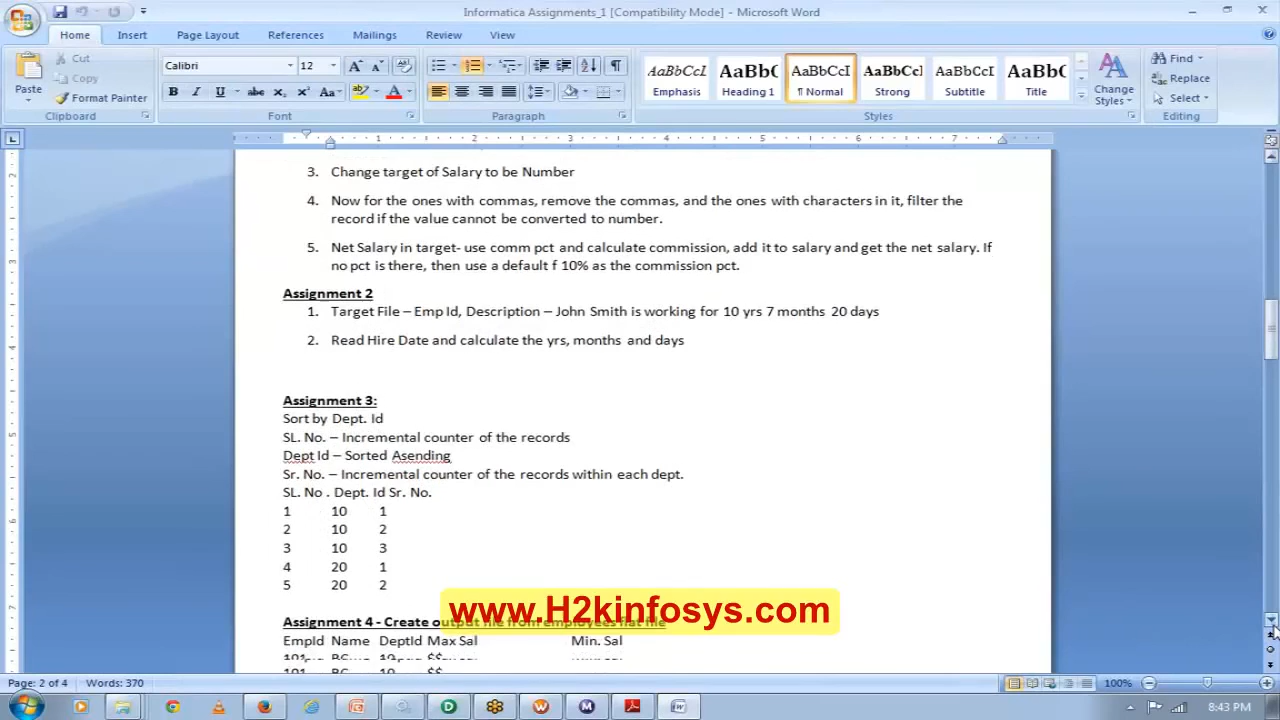 Informatica Assignments_1 [Compatibility Mode] - Microsoft Word
Home Insert Page Layout References Mailings Review View
Paste
Cut
Copy
Format Painter
Calibri 12
AaBbCcI AaBbC AaBbCcI AaBbCcI AaBbCcI AaBbC
Emphasis Heading 1 ¶ Normal Strong Subtitle Title
Change Styles
Find
Replace
Select
Clipboard Font Paragraph Styles Editing
3. Change target of Salary to be Number
4. Now for the ones with commas, remove the commas, and the ones with characters in it, filter the
record if the value cannot be converted to number.
5. Net Salary in target- use comm pct and calculate commission, add it to salary and get the net salary. If
no pct is there, then use a default f 10% as the commission pct.
Assignment 2
1. Target File – Emp Id, Description – John Smith is working for 10 yrs 7 months 20 days
2. Read Hire Date and calculate the yrs, months and days
Assignment 3:
Sort by Dept. Id
SL. No. – Incremental counter of the records
Dept Id – Sorted Asending
Sr. No. – Incremental counter of the records within each dept.
SL. No . Dept. Id Sr. No.
1 10 1
2 10 2
3 10 3
4 20 1
5 20 2
www.H2kinfosys.com
Assignment 4 - Create output file from employees flat file
EmpId Name DeptId Max Sal Min. Sal
101 BC 10 $$
Page: 2 of 4 Words: 370 100%
8:43 PM